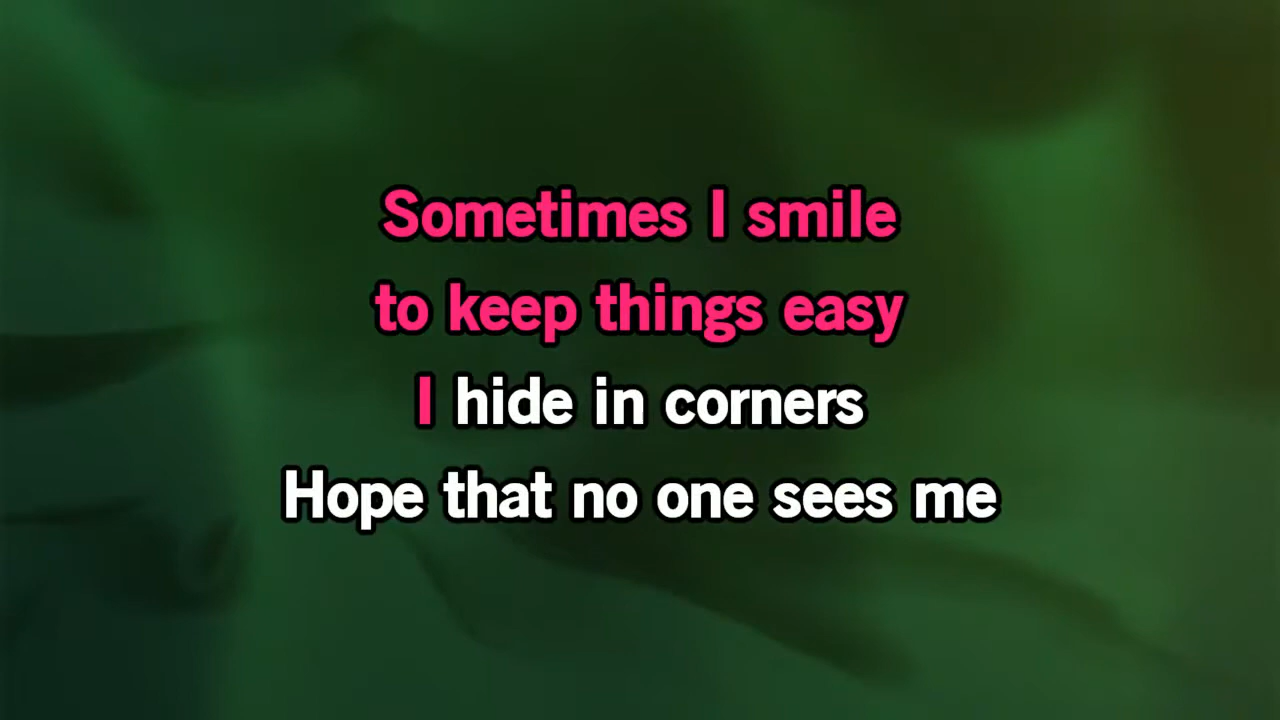 Sometimes I smile
to keep things easy
I hide in corners
Hope that no one sees me